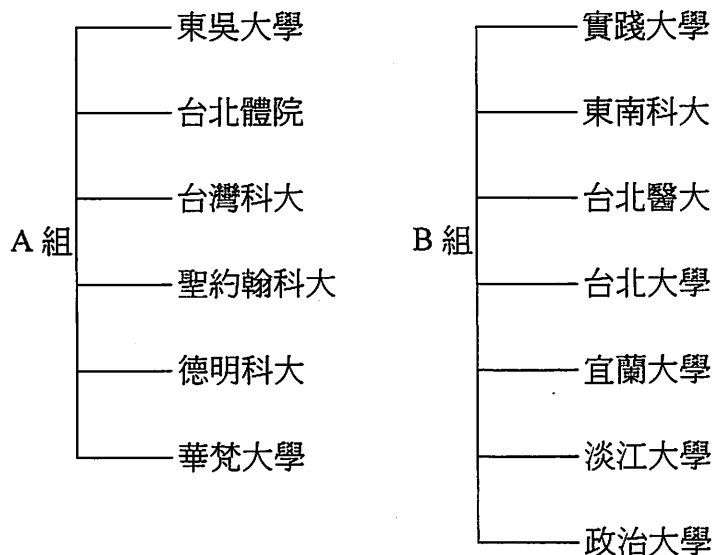 A 組
東吳大學
台北體院
台灣科大
聖約翰科大
德明科大
華梵大學
B 組
實踐大學
東南科大
台北醫大
台北大學
宜蘭大學
淡江大學
政治大學